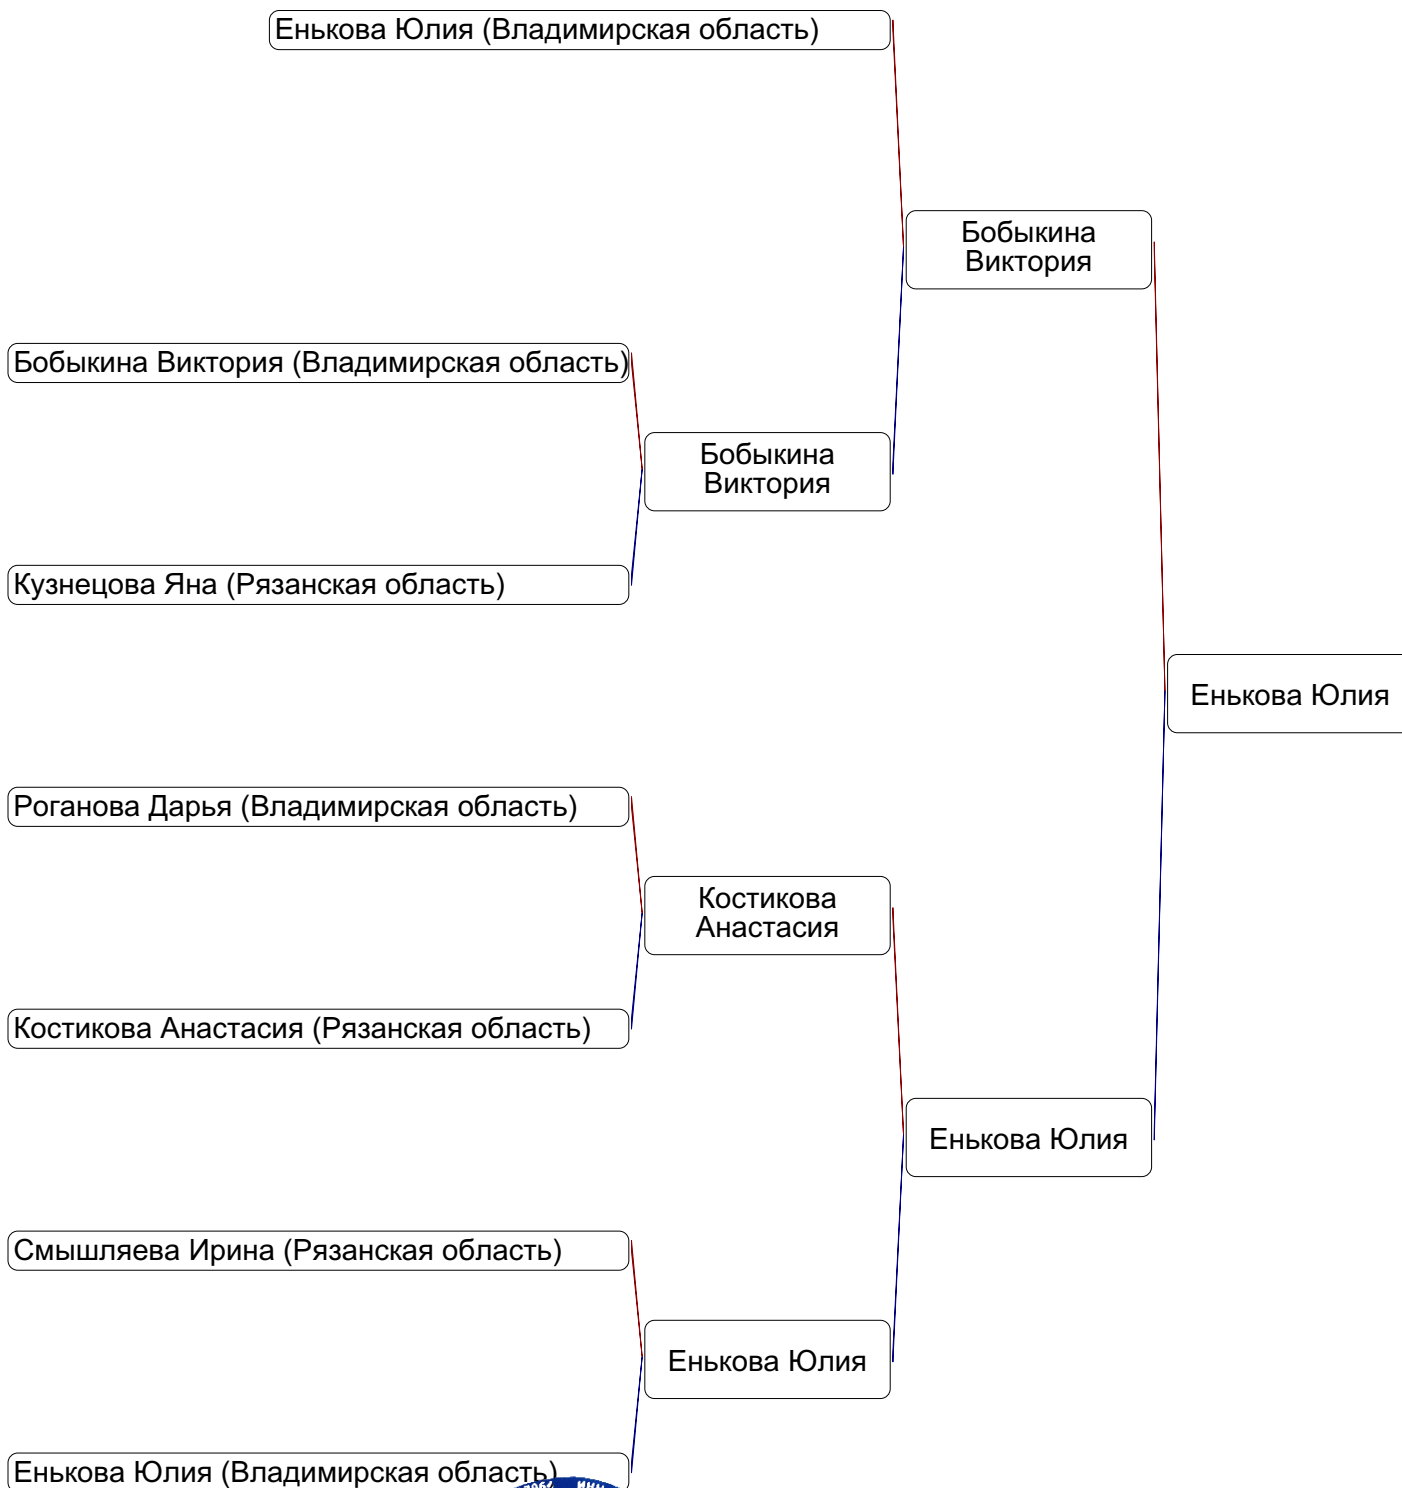 Енькова Юлия (Владимирская область)
Бобыкина
Виктория
Бобыкина Виктория (Владимирская область)
Бобыкина
Виктория
Кузнецова Яна (Рязанская область)
Енькова Юлия
Роганова Дарья (Владимирская область)
Костикова
Анастасия
Костикова Анастасия (Рязанская область)
Енькова Юлия
Смышляева Ирина (Рязанская область)
Енькова Юлия
Енькова Юлия (Владимирская область)